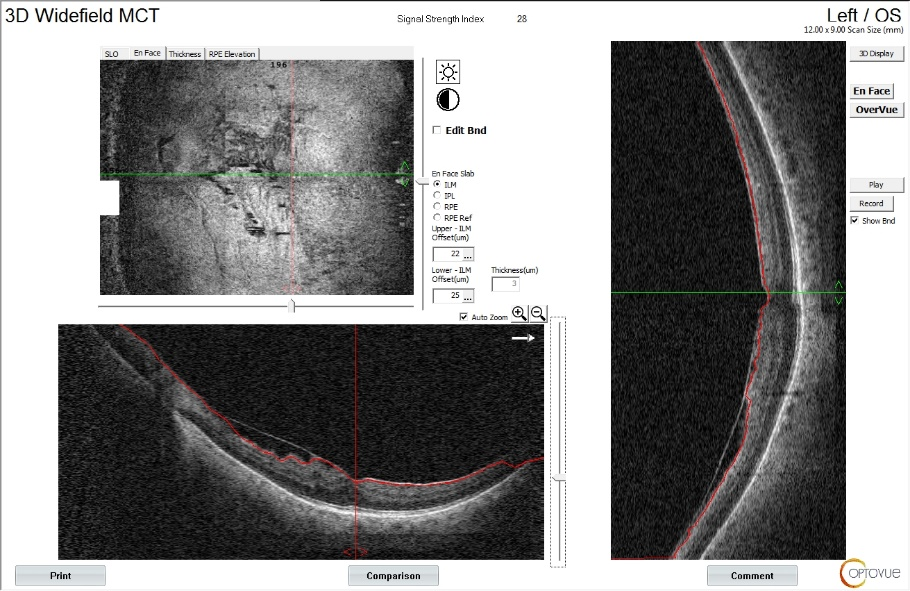 3D Widefield MCT
Signal Strength Index 28
Left / OS
12.00 x 9.00 Scan Size (mm)
SLO En Face Thickness RPE Elevation
196
3D Display
En Face
OverVue
Edit Bnd
En Face Slab
ILM
IPL
RPE
RPE Ref
Upper - ILM
Offset(um)
22 ...
Lower - ILM
Offset(um)
25 ...
Thickness(um)
3
Auto Zoom
Play
Record
Show Bnd
Print
Comparison
Comment
OPTOVUE